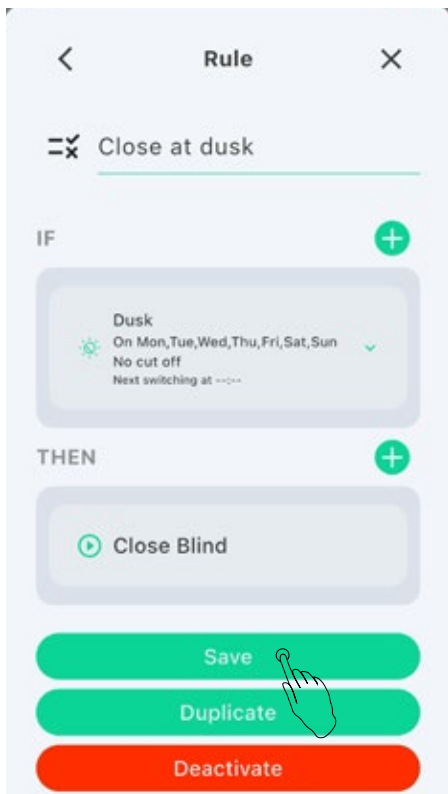 Rule
Close at dusk
IF
Dusk
On Mon,Tue,Wed,Thu,Fri,Sat,Sun
No cut off
Next switching at --:--
THEN
Close Blind
Save
Duplicate
Deactivate